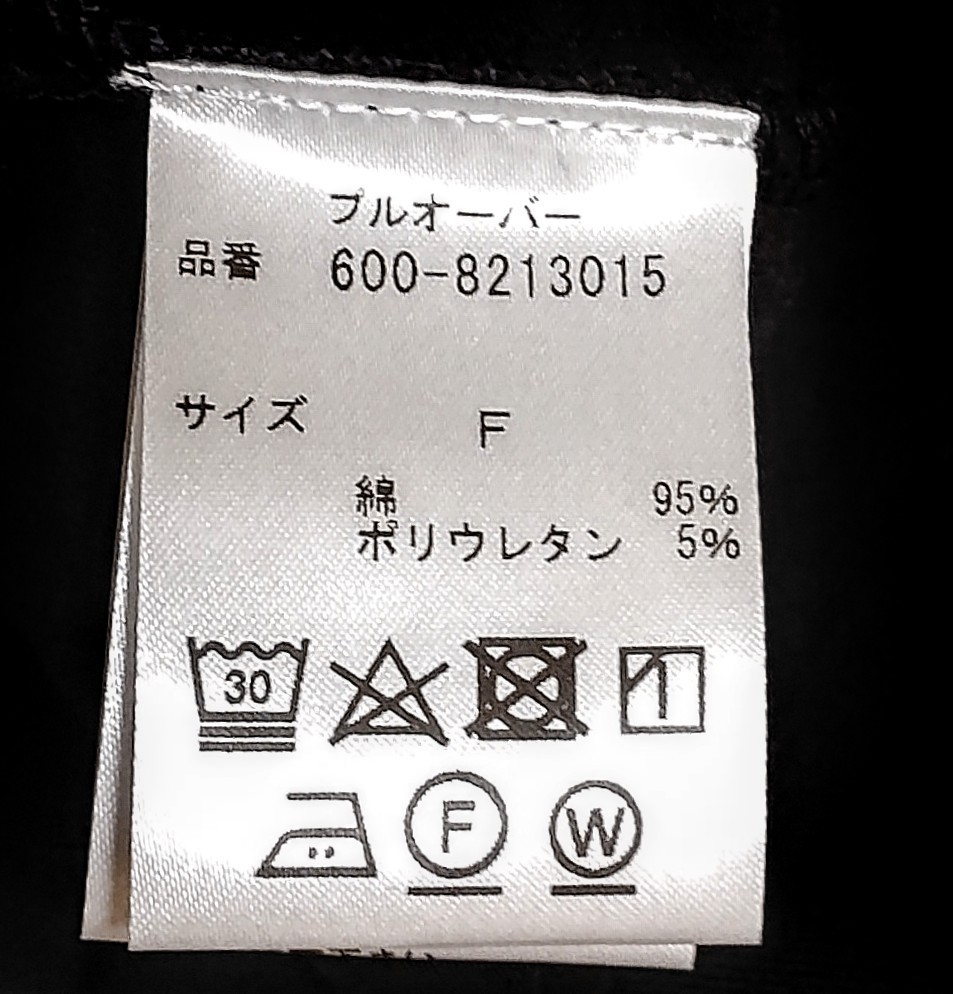 プルオーバー
品番 600-8213015
サイズ F
綿 95%
ポリウレタン 5%
30
F W